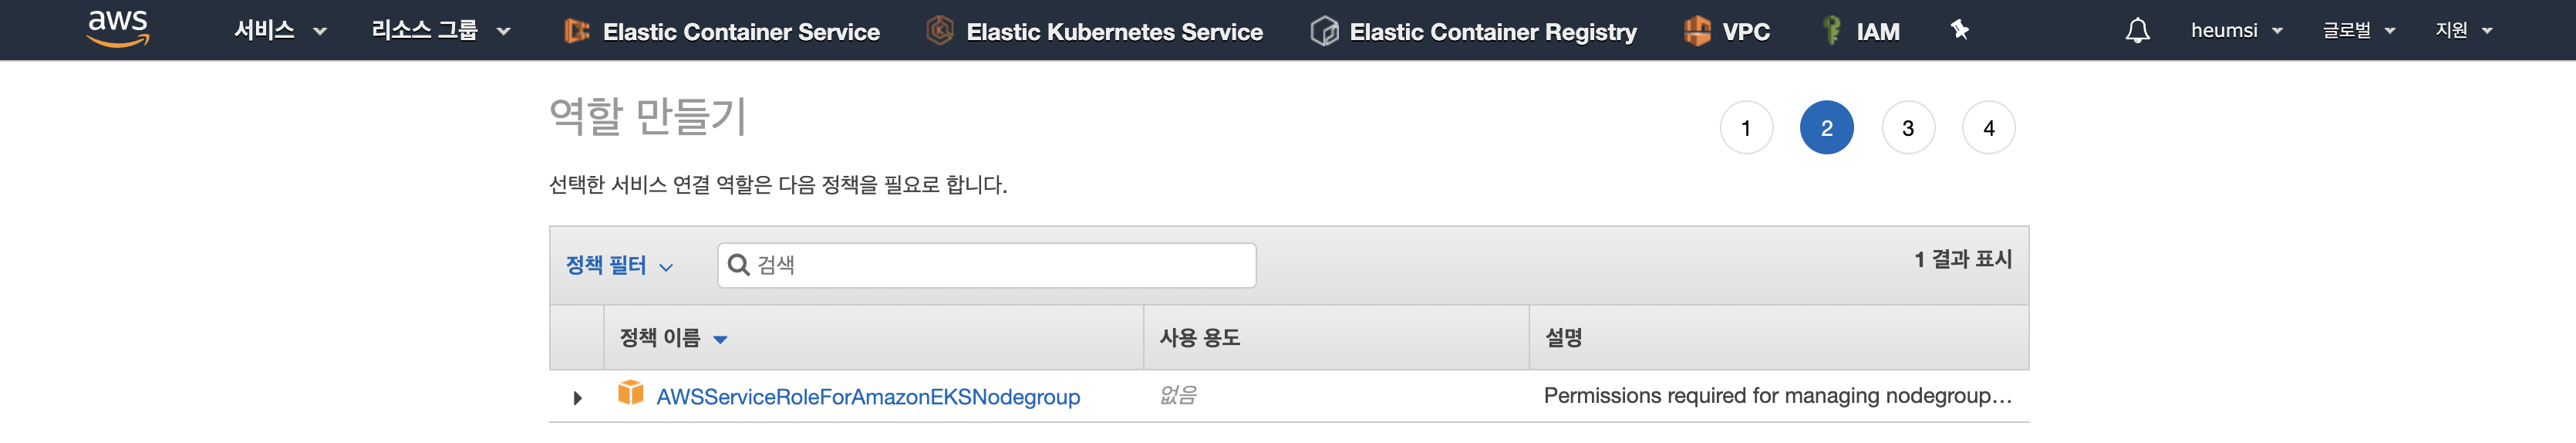 aws 서비스 리소스 그룹 Elastic Container Service Elastic Kubernetes Service Elastic Container Registry VPC IAM heumsi 글로벌 지원
역할 만들기 1 2 3 4
선택한 서비스 연결 역할은 다음 정책을 필요로 합니다.
정책 필터 검색 1 결과 표시
정책 이름 사용 용도 설명
AWSServiceRoleForAmazonEKSNodegroup 없음 Permissions required for managing nodegroup…